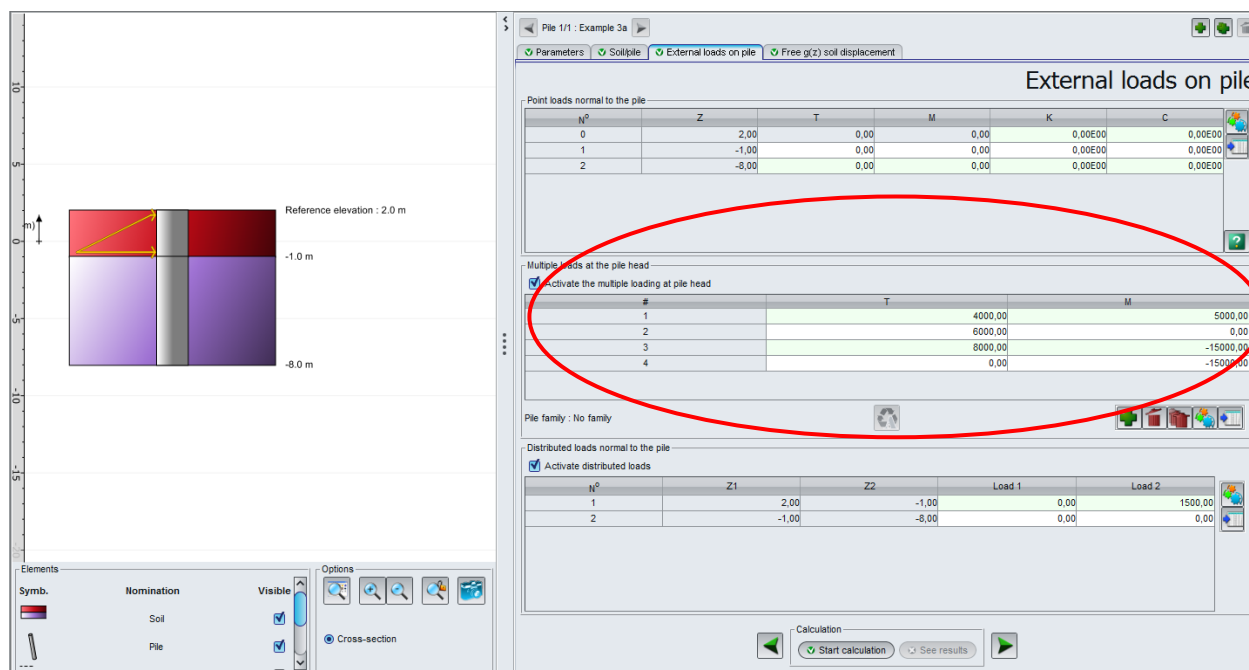 Pile 1/1 : Example 3a
Parameters Soil/pile External loads on pile Free g(z) soil displacement
External loads on pile
Point loads normal to the pile
Nº Z T M K C
0 2,00 0,00 0,00 0,00E00 0,00E00
1 -1,00 0,00 0,00 0,00E00 0,00E00
2 -8,00 0,00 0,00 0,00E00 0,00E00
Multiple loads at the pile head
Activate the multiple loading at pile head
# T M
1 4000,00 5000,00
2 6000,00 0,00
3 8000,00 -15000,00
4 0,00 -15000,00
Pile family : No family
Distributed loads normal to the pile
Activate distributed loads
Nº Z1 Z2 Load 1 Load 2
1 2,00 -1,00 0,00 1500,00
2 -1,00 -8,00 0,00 0,00
Calculation
Start calculation See results
10
5
0
-5
-10
-15
-20
m)
Reference elevation : 2.0 m
-1.0 m
-8.0 m
Elements
Symb. Nomination Visible
Soil
Pile
Options
Cross-section